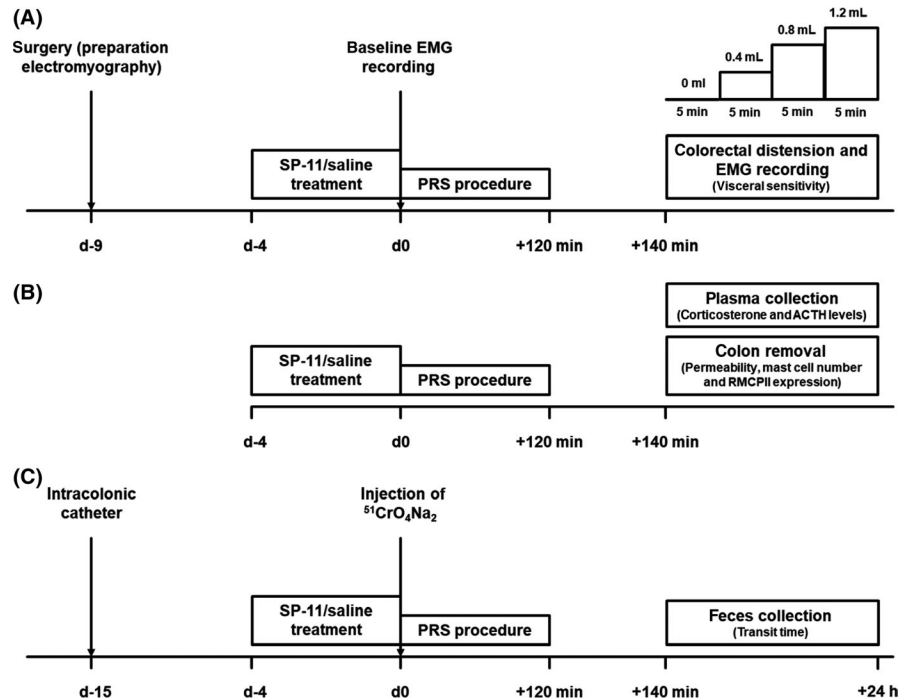 (A)
Surgery (preparation
electromyography)
Baseline EMG
recording
0 ml
0.4 mL
0.8 mL
1.2 mL
5 min
5 min
5 min
5 min
SP-11/saline
treatment
PRS procedure
Colorectal distension and
EMG recording
(Visceral sensitivity)
d-9
d-4
d0
+120 min
+140 min
(B)
SP-11/saline
treatment
PRS procedure
Plasma collection
(Corticosterone and ACTH levels)
Colon removal
(Permeability, mast cell number
and RMCPII expression)
d-4
d0
+120 min
+140 min
(C)
Intracolonic
catheter
Injection of
⁵¹CrO₄Na₂
SP-11/saline
treatment
PRS procedure
Feces collection
(Transit time)
d-15
d-4
d0
+120 min
+140 min
+24 h